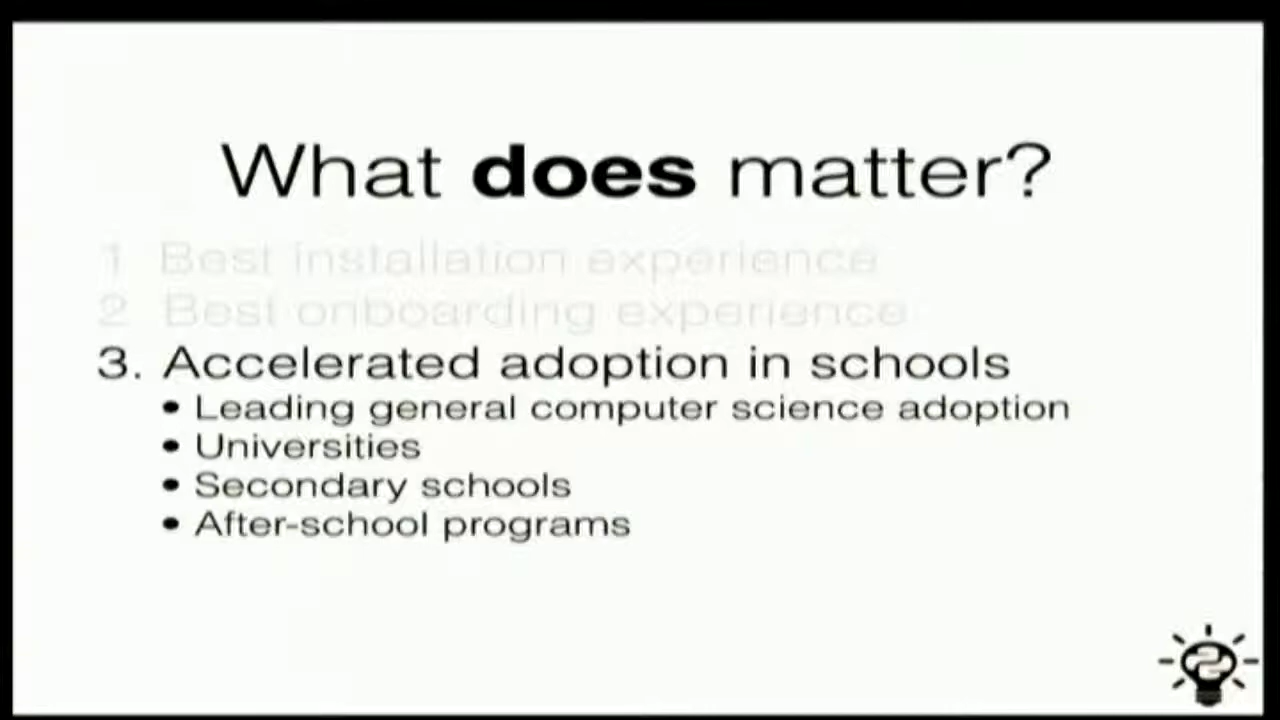 What does matter?
1 Best installation experience
2 Best onboarding experience
3. Accelerated adoption in schools
• Leading general computer science adoption
• Universities
• Secondary schools
• After-school programs